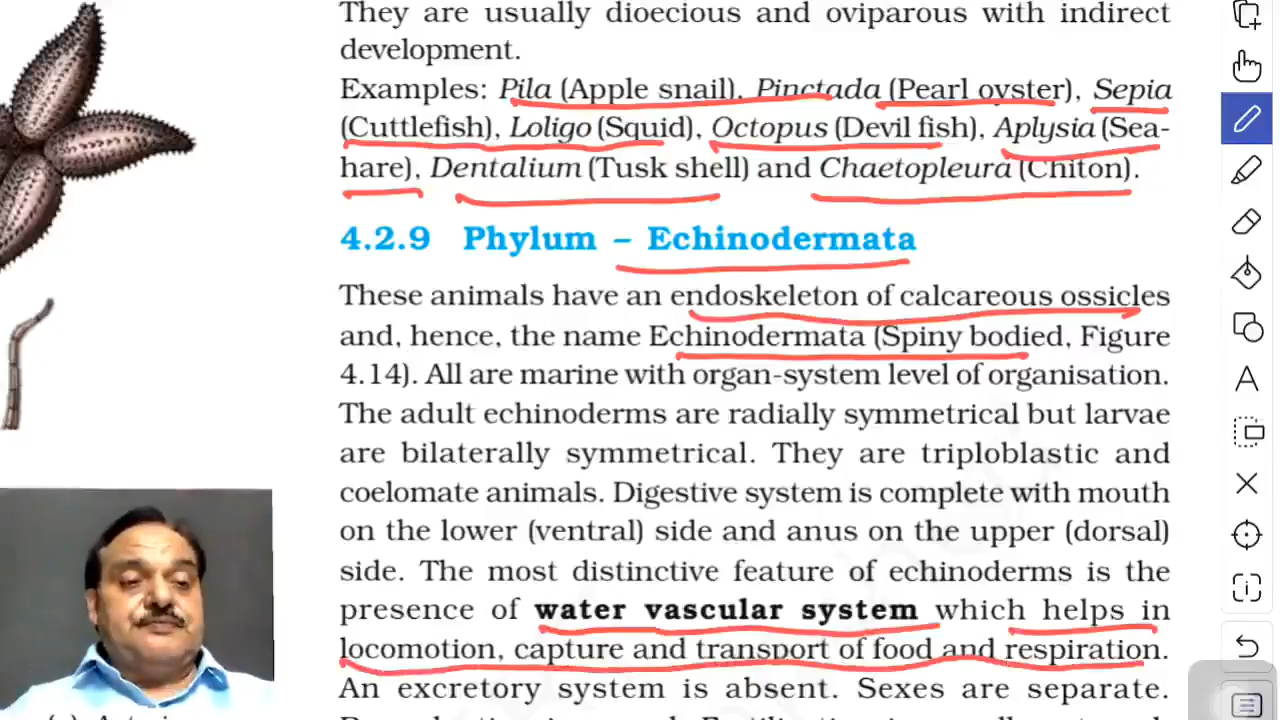 They are usually dioecious and oviparous with indirect
development.
Examples: Pila (Apple snail), Pinctada (Pearl oyster), Sepia
(Cuttlefish), Loligo (Squid), Octopus (Devil fish), Aplysia (Sea-
hare), Dentalium (Tusk shell) and Chaetopleura (Chiton).
4.2.9 Phylum – Echinodermata
These animals have an endoskeleton of calcareous ossicles
and, hence, the name Echinodermata (Spiny bodied, Figure
4.14). All are marine with organ-system level of organisation.
The adult echinoderms are radially symmetrical but larvae
are bilaterally symmetrical. They are triploblastic and
coelomate animals. Digestive system is complete with mouth
on the lower (ventral) side and anus on the upper (dorsal)
side. The most distinctive feature of echinoderms is the
presence of water vascular system which helps in
locomotion, capture and transport of food and respiration.
An excretory system is absent. Sexes are separate.